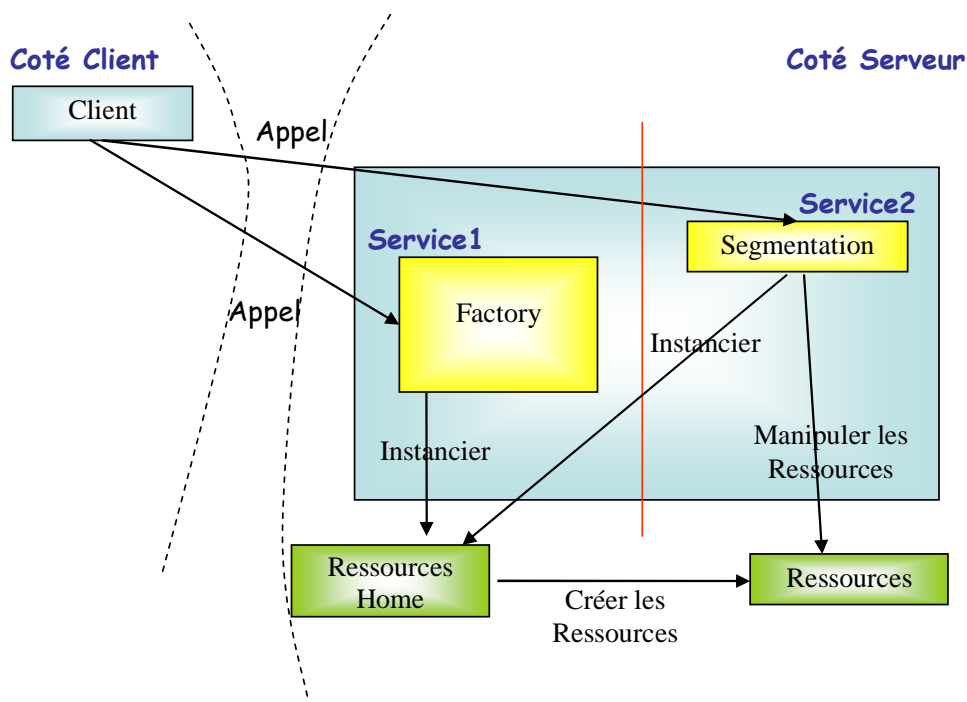 Coté Client
Coté Serveur
Client
Appel
Service2
Service1
Segmentation
Factory
Appel
Instancier
Manipuler les
Ressources
Instancier
Ressources
Home
Ressources
Créer les
Ressources